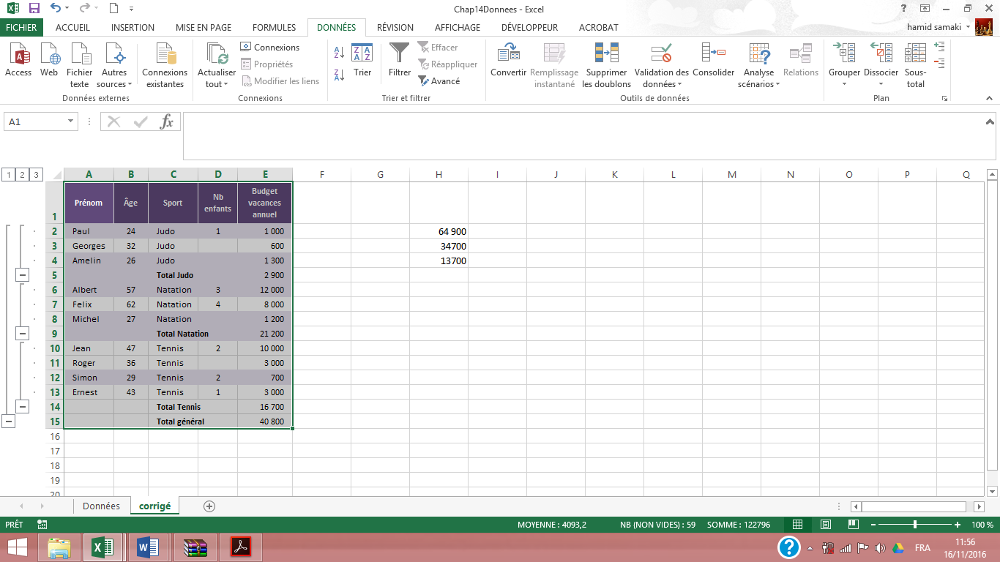 Chap14Donnees - Excel
FICHIER ACCUEIL INSERTION MISE EN PAGE FORMULES DONNÉES RÉVISION AFFICHAGE DÉVELOPPEUR ACROBAT hamid samaki
Access Web Fichier texte Autres sources Connexions existantes
Données externes
Actualiser tout Connexions
Propriétés
Modifier les liens
Connexions
Trier Filtrer Effacer
Réappliquer
Avancé
Trier et filtrer
Convertir Remplissage instantané Supprimer les doublons Validation des données Consolider Analyse scénarios Relations
Outils de données
Grouper Dissocier Sous-total
Plan
A1 fx
1 2 3 A B C D E F G H I J K L M N O P Q
1 Prénom Âge Sport Nb enfants Budget vacances annuel
2 Paul 24 Judo 1 1 000 64 900
3 Georges 32 Judo 600 34700
4 Amelin 26 Judo 1 300 13700
5 Total Judo 2 900
6 Albert 57 Natation 3 12 000
7 Felix 62 Natation 4 8 000
8 Michel 27 Natation 1 200
9 Total Natation 21 200
10 Jean 47 Tennis 2 10 000
11 Roger 36 Tennis 3 000
12 Simon 29 Tennis 2 700
13 Ernest 43 Tennis 1 3 000
14 Total Tennis 16 700
15 Total général 40 800
16
17
18
19
20
Données corrigé
PRÊT MOYENNE : 4093,2 NB (NON VIDES) : 59 SOMME : 122796 100 %
FRA 11:56
16/11/2016